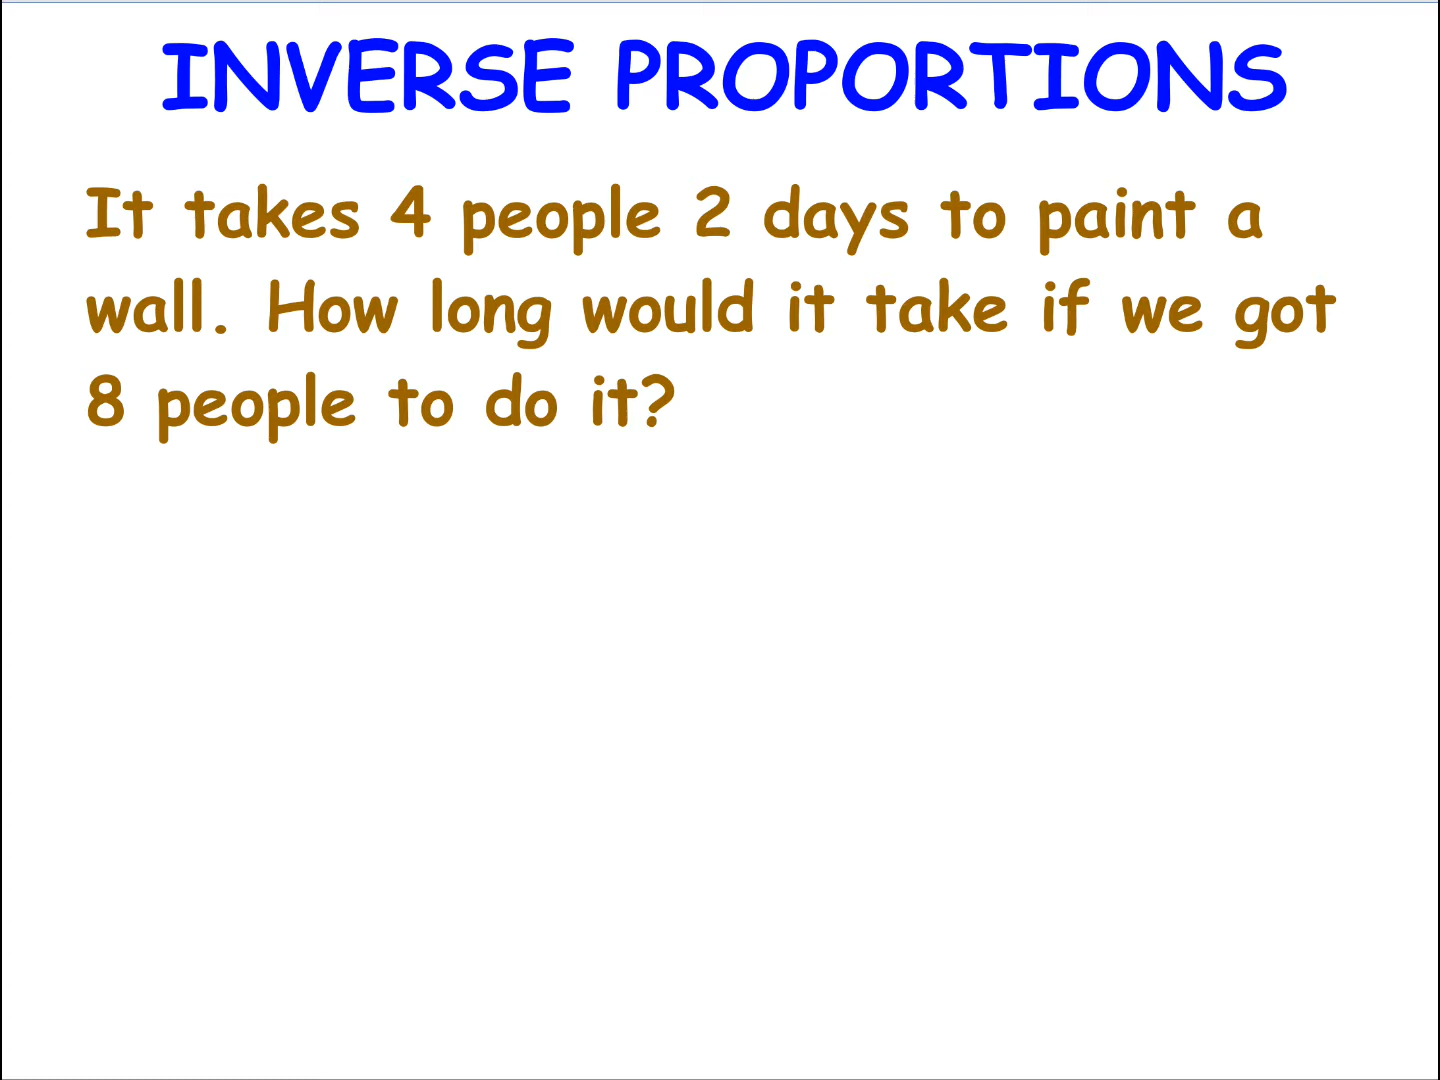 INVERSE PROPORTIONS
It takes 4 people 2 days to paint a
wall. How long would it take if we got
8 people to do it?